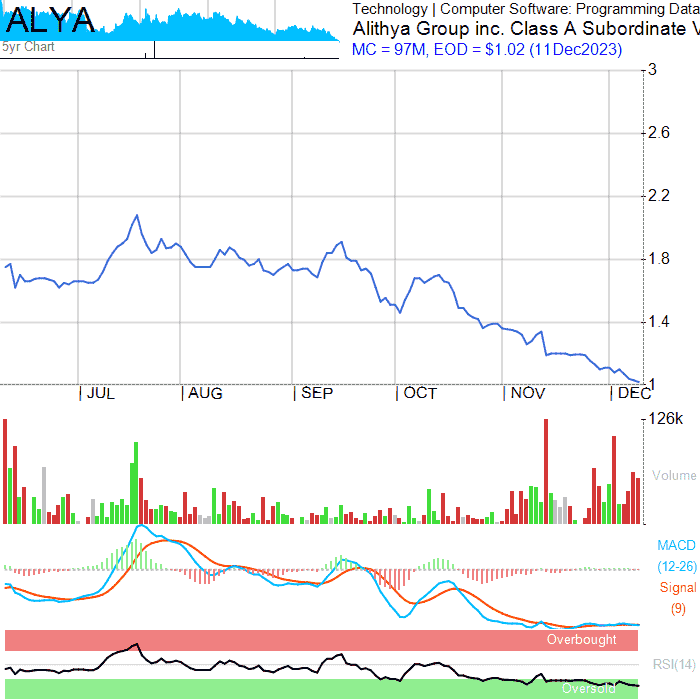 ALYA
5yr Chart
Technology | Computer Software: Programming Data
Alithya Group inc. Class A Subordinate V
MC = 97M, EOD = $1.02 (11Dec2023)
3
2.6
2.2
1.8
1.4
1
JUL AUG SEP OCT NOV DEC
126k
Volume
MACD
(12-26)
Signal
(9)
Overbought
RSI(14)
Oversold